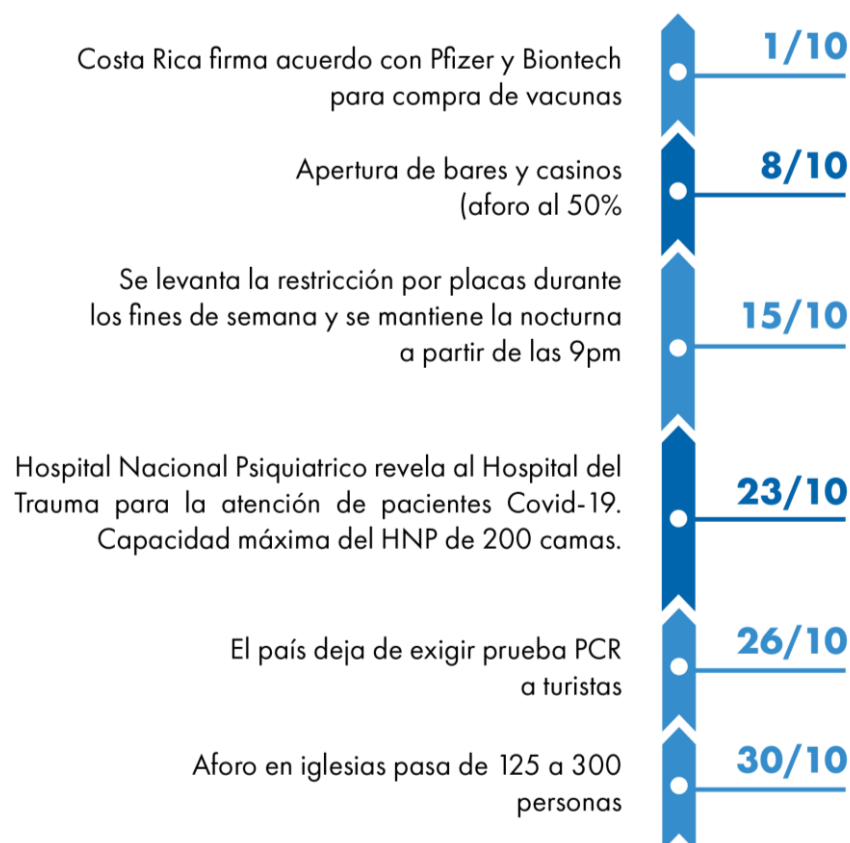 Costa Rica firma acuerdo con Pfizer y Biontech
para compra de vacunas
1/10
Apertura de bares y casinos
(aforo al 50%
8/10
Se levanta la restricción por placas durante
los fines de semana y se mantiene la nocturna
a partir de las 9pm
15/10
Hospital Nacional Psiquiatrico revela al Hospital del
Trauma para la atención de pacientes Covid-19.
Capacidad máxima del HNP de 200 camas.
23/10
El país deja de exigir prueba PCR
a turistas
26/10
Aforo en iglesias pasa de 125 a 300
personas
30/10